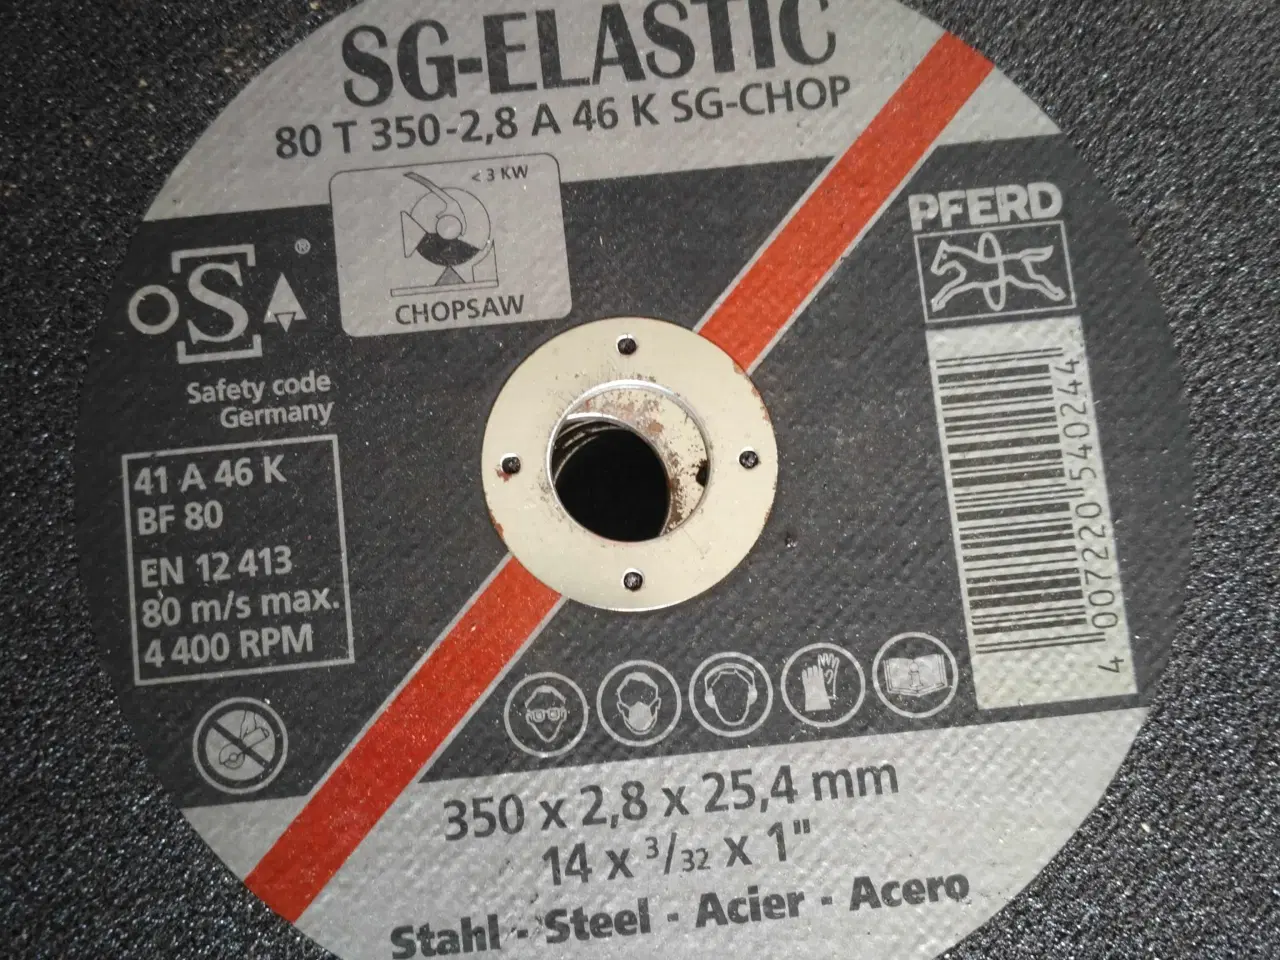 SG-ELASTIC
80 T 350-2,8 A 46 K SG-CHOP
< 3 KW
CHOPSAW
PFERD
oSa ®
Safety code
Germany
41 A 46 K
BF 80
EN 12 413
80 m/s max.
4 400 RPM
4 007220 540244
350 x 2,8 x 25,4 mm
14 x 3/32 x 1"
Stahl - Steel - Acier - Acero